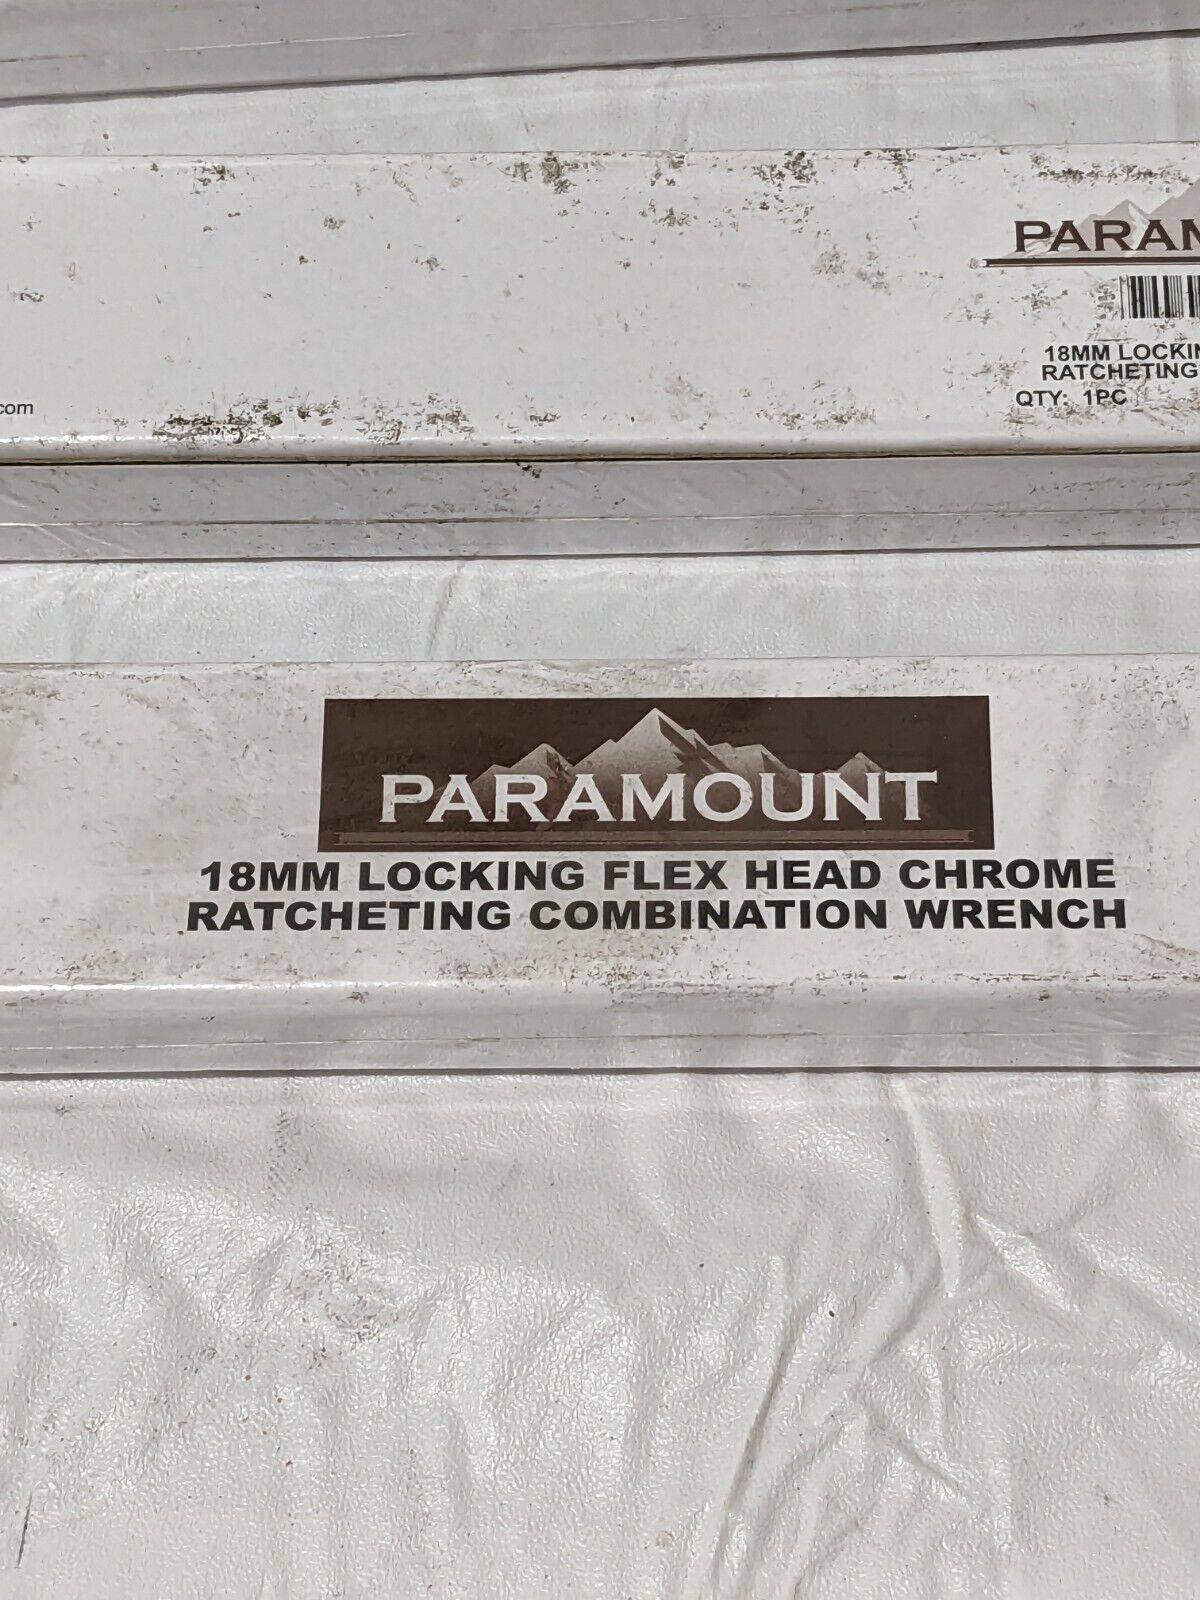 PARAM
18MM LOCKIN
RATCHETING
QTY: 1PC
.com
PARAMOUNT
18MM LOCKING FLEX HEAD CHROME
RATCHETING COMBINATION WRENCH